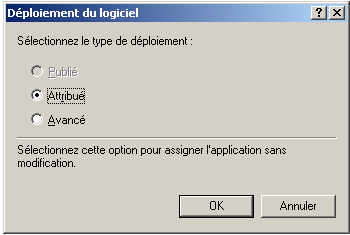 Déploiement du logiciel
Sélectionnez le type de déploiement :
Publié
Attribué
Avancé
Sélectionnez cette option pour assigner l'application sans
modification.
OK Annuler